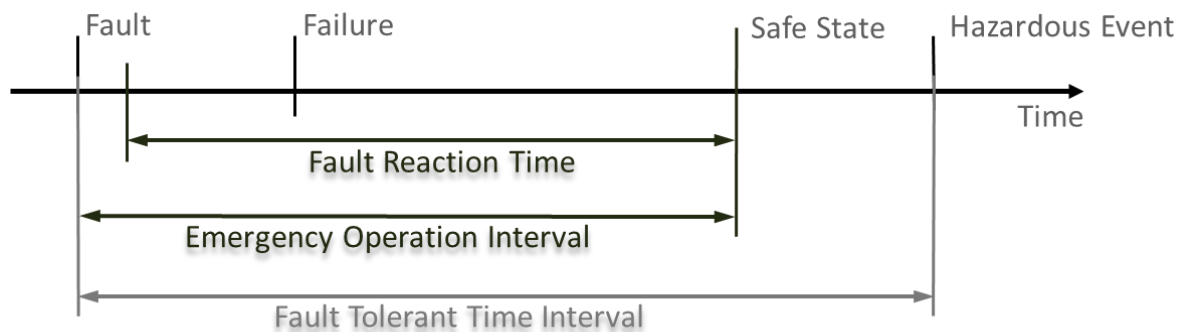 Fault
Failure
Safe State
Hazardous Event
Time
Fault Reaction Time
Emergency Operation Interval
Fault Tolerant Time Interval